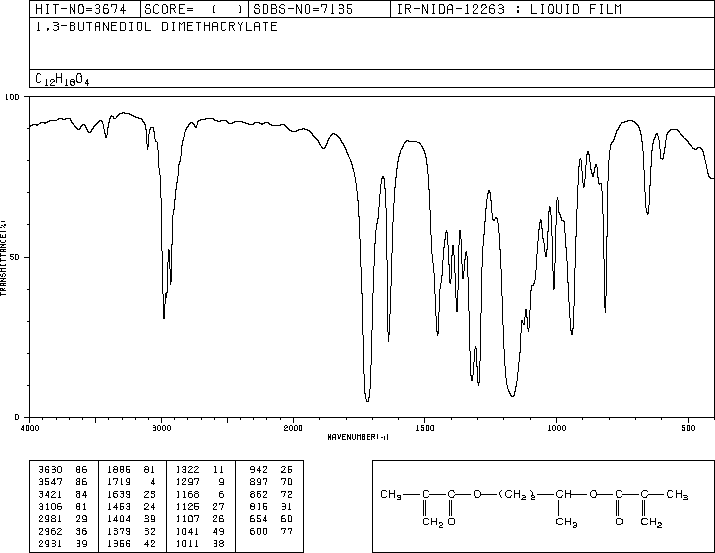 HIT-NO=3674 SCORE= ( ) SDBS-NO=7135 IR-NIDA-12263 : LIQUID FILM
1,3-BUTANEDIOL DIMETHACRYLATE
C12H18O4
100
50
0
TRANSMITTANCE(%)
4000 3000 2000 1500 1000 500
WAVENUMBER(-1)
3630 86 1885 81 1322 11 942 25
3547 86 1719 4 1297 9 897 70
3421 84 1639 23 1168 6 862 72
3106 81 1453 24 1125 27 816 31
2981 29 1404 39 1107 26 654 60
2962 36 1379 32 1041 49 600 77
2931 39 1356 42 1011 38
CH3 C C O (CH2)2 CH O C C CH3
CH2 O CH3 O CH2